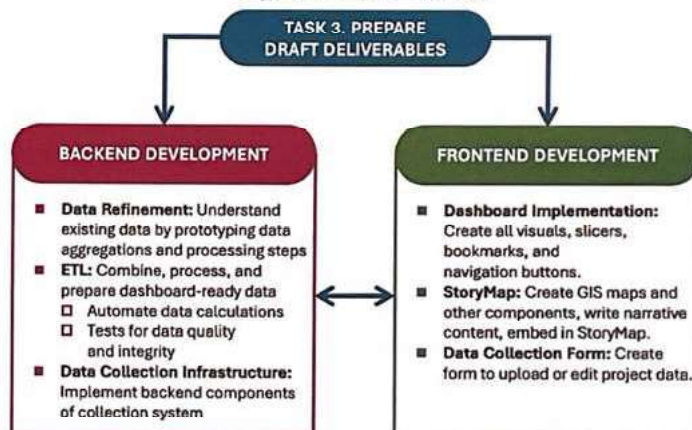 TASK 3. PREPARE
DRAFT DELIVERABLES
BACKEND DEVELOPMENT
■ Data Refinement: Understand
existing data by prototyping data
aggregations and processing steps
■ ETL: Combine, process, and
prepare dashboard-ready data
□ Automate data calculations
□ Tests for data quality
and integrity
■ Data Collection Infrastructure:
Implement backend components
of collection system
FRONTEND DEVELOPMENT
■ Dashboard Implementation:
Create all visuals, slicers,
bookmarks, and
navigation buttons.
■ StoryMap: Create GIS maps and
other components, write narrative
content, embed in StoryMap.
■ Data Collection Form: Create
form to upload or edit project data.